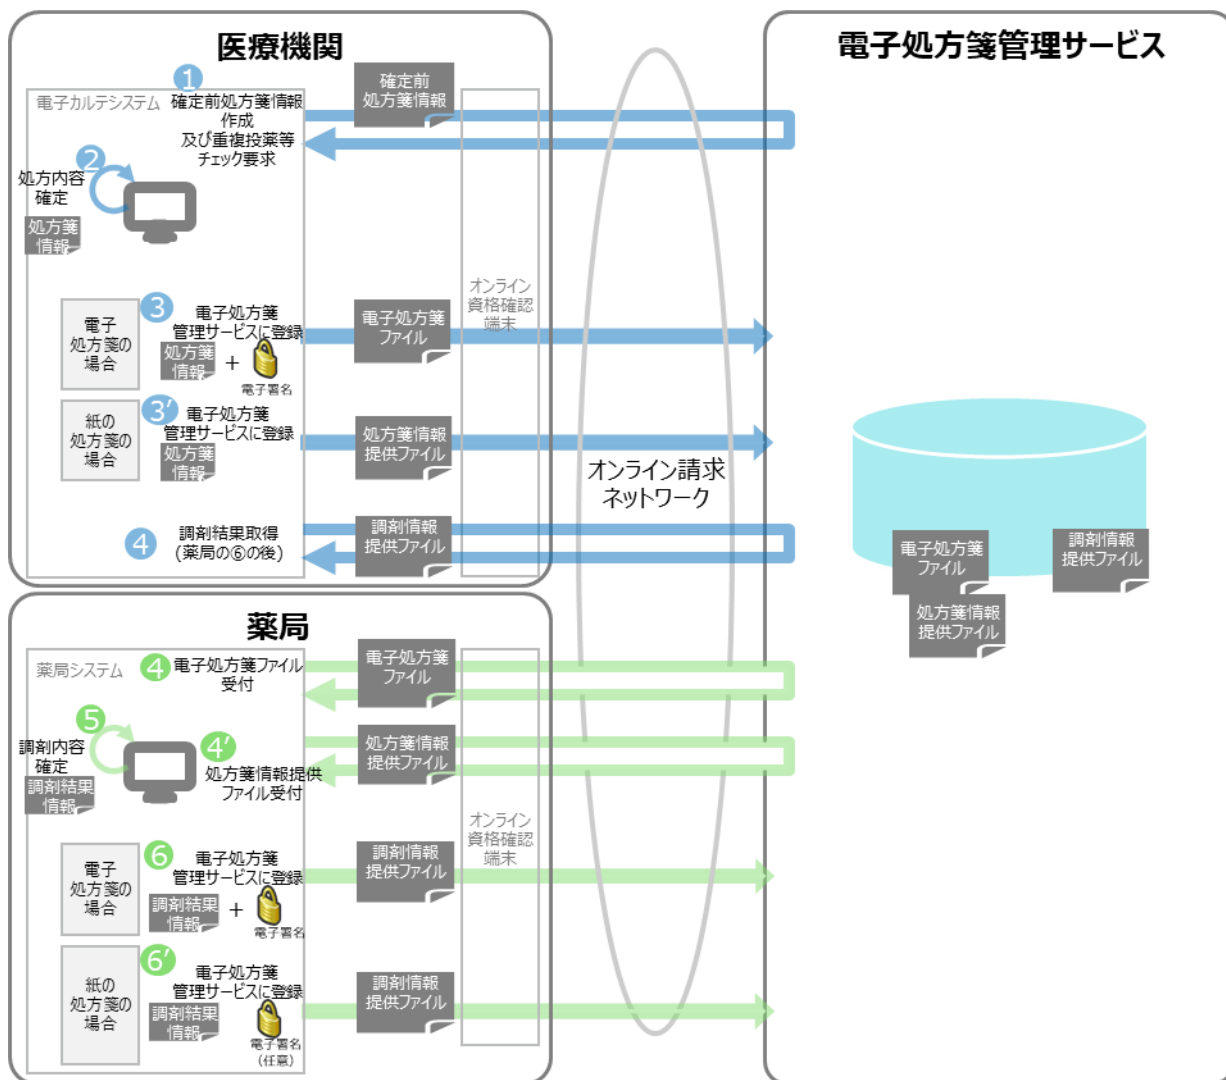 医療機関
電子カルテシステム
1
確定前処方箋情報
作成
及び重複投薬等
チェック要求
確定前
処方箋情報
2
処方内容
確定
処方箋
情報
オンライン
資格確認
端末
電子
処方箋の
場合
3
電子処方箋
管理サービスに登録
処方箋
情報
+
電子署名
電子処方箋
ファイル
紙の
処方箋の
場合
3′
電子処方箋
管理サービスに登録
処方箋
情報
処方箋情報
提供ファイル
4
調剤結果取得
(薬局の⑥の後)
調剤情報
提供ファイル
オンライン請求
ネットワーク
電子処方箋管理サービス
電子処方箋
ファイル
調剤情報
提供ファイル
処方箋情報
提供ファイル
薬局
薬局システム
4
電子処方箋ファイル
受付
電子処方箋
ファイル
5
調剤内容
確定
調剤結果
情報
4′
処方箋情報提供
ファイル受付
処方箋情報
提供ファイル
オンライン
資格確認
端末
電子
処方箋の
場合
6
電子処方箋
管理サービスに登録
調剤結果
情報
+
電子署名
調剤情報
提供ファイル
紙の
処方箋の
場合
6′
電子処方箋
管理サービスに登録
調剤結果
情報
電子署名
(任意)
調剤情報
提供ファイル